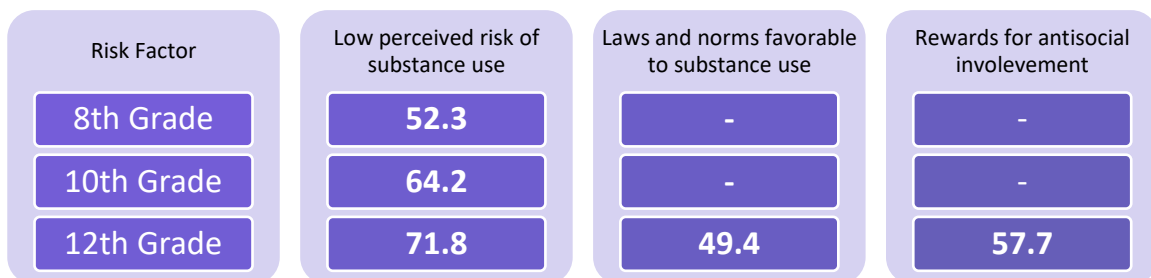 Risk Factor
Low perceived risk of
substance use
Laws and norms favorable
to substance use
Rewards for antisocial
involevement
8th Grade
52.3
-
-
10th Grade
64.2
-
-
12th Grade
71.8
49.4
57.7